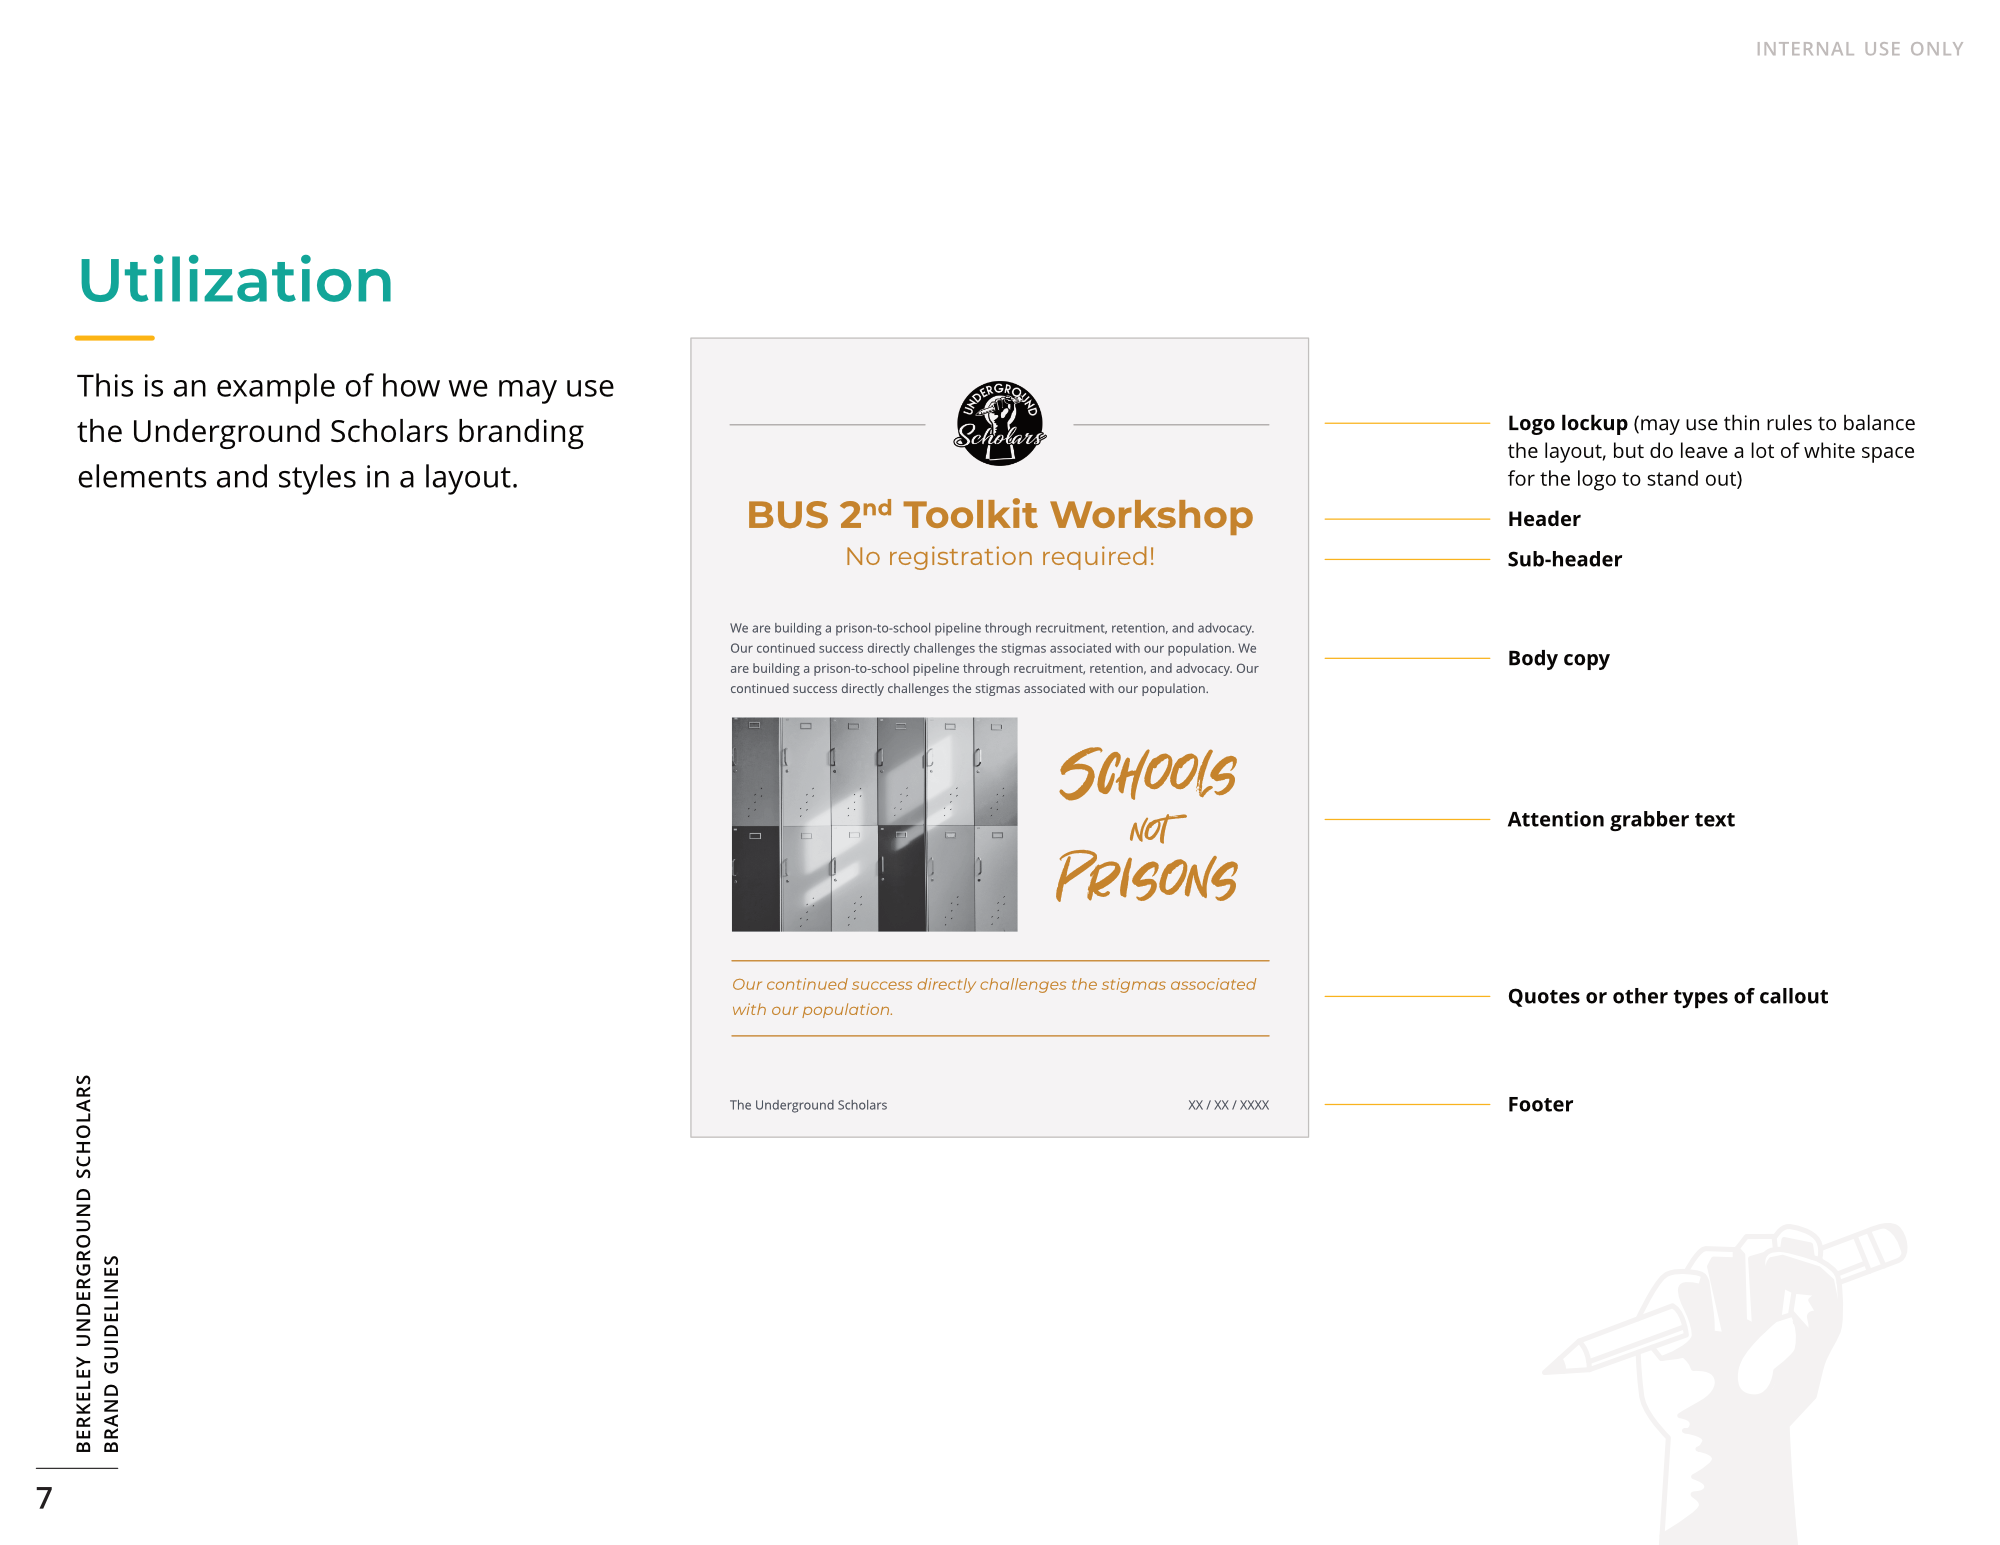 INTERNAL USE ONLY
Utilization
This is an example of how we may use
the Underground Scholars branding
elements and styles in a layout.
UNDERGROUND
Scholars
BUS 2nd Toolkit Workshop
No registration required!
We are building a prison-to-school pipeline through recruitment, retention, and advocacy.
Our continued success directly challenges the stigmas associated with our population. We
are building a prison-to-school pipeline through recruitment, retention, and advocacy. Our
continued success directly challenges the stigmas associated with our population.
SCHOOLS
NOT
PRISONS
Our continued success directly challenges the stigmas associated
with our population.
The Underground Scholars
XX / XX / XXXX
Logo lockup (may use thin rules to balance
the layout, but do leave a lot of white space
for the logo to stand out)
Header
Sub-header
Body copy
Attention grabber text
Quotes or other types of callout
Footer
BERKELEY UNDERGROUND SCHOLARS
BRAND GUIDELINES
7